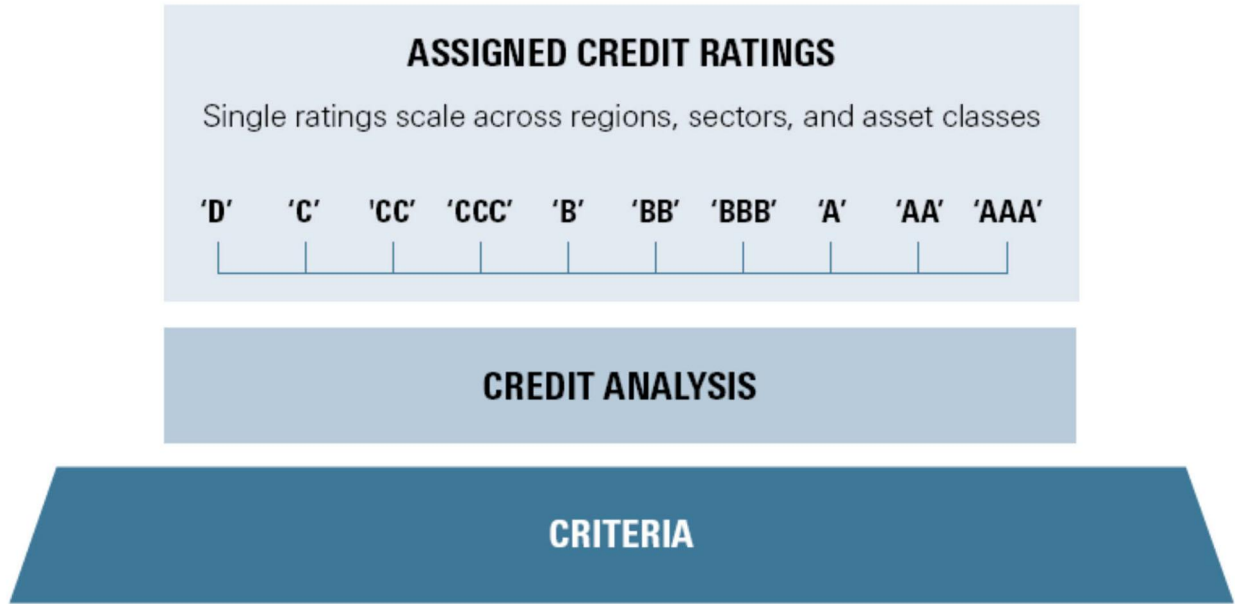 ASSIGNED CREDIT RATINGS
Single ratings scale across regions, sectors, and asset classes
‘D’ ‘C’ 'CC’ ‘CCC’ ‘B’ ‘BB’ ‘BBB’ ‘A’ ‘AA’ ‘AAA’
CREDIT ANALYSIS
CRITERIA